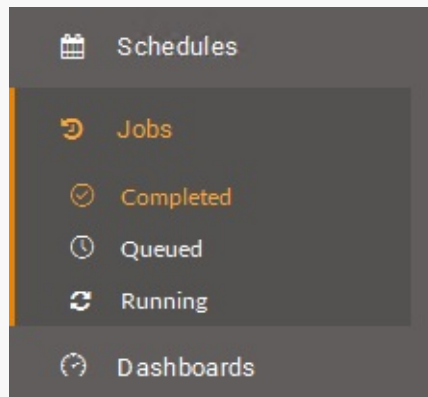 Schedules
Jobs
Completed
Queued
Running
Dashboards